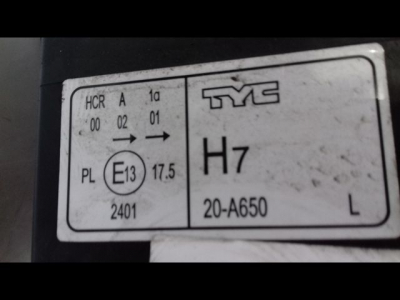 HCR A 1a
00 02 01
PL E13 17.5
2401
TYC
H7
20-A650 L